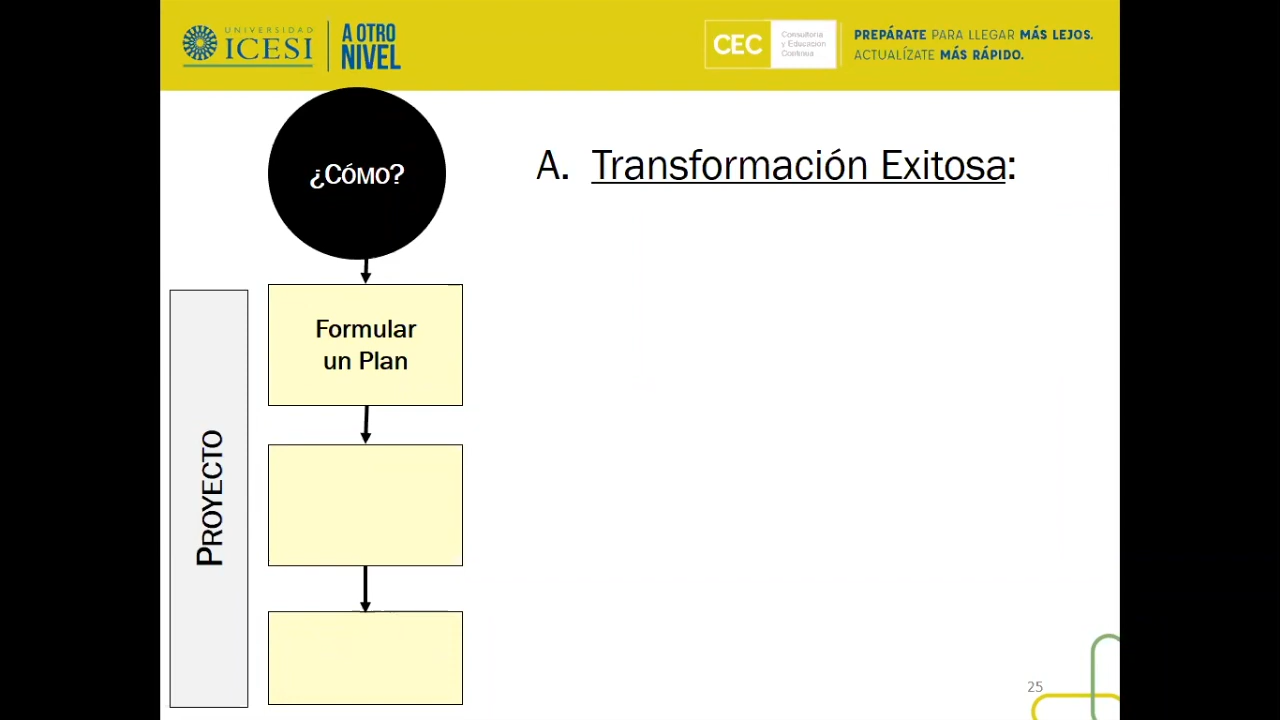 UNIVERSIDAD
ICESI
A OTRO
NIVEL
CEC
Consultoría
y Educación
Continua
PREPÁRATE PARA LLEGAR MÁS LEJOS.
ACTUALÍZATE MÁS RÁPIDO.
¿CÓMO?
A. Transformación Exitosa:
Formular
un Plan
PROYECTO
25